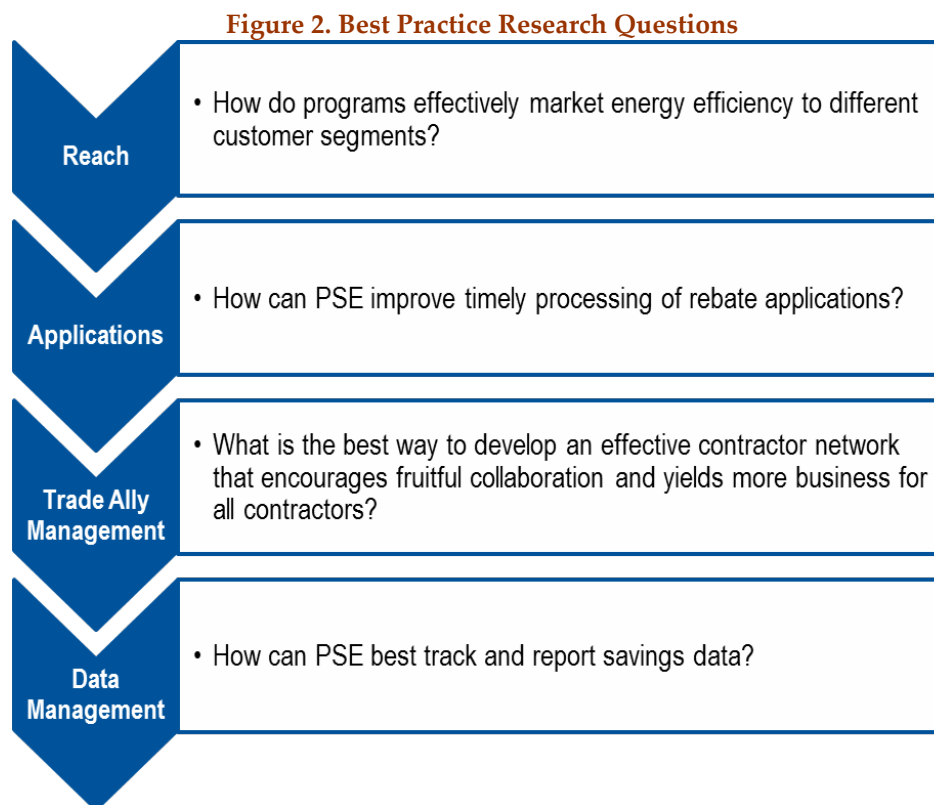 Figure 2. Best Practice Research Questions
Reach
• How do programs effectively market energy efficiency to different
customer segments?
Applications
• How can PSE improve timely processing of rebate applications?
Trade Ally
Management
• What is the best way to develop an effective contractor network
that encourages fruitful collaboration and yields more business for
all contractors?
Data
Management
• How can PSE best track and report savings data?